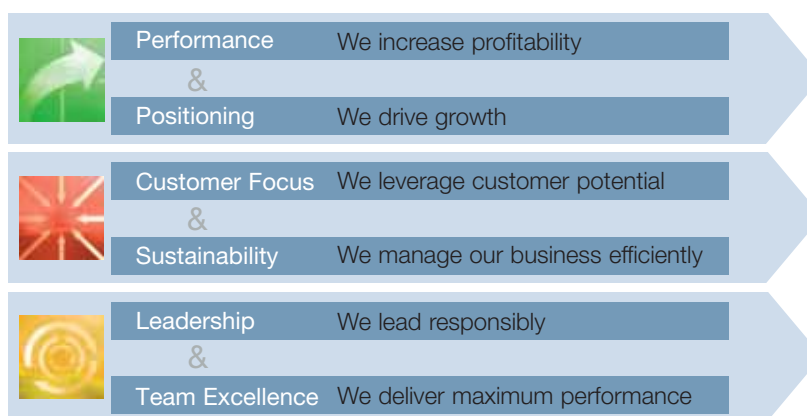 Performance We increase profitability
&
Positioning We drive growth
Customer Focus We leverage customer potential
&
Sustainability We manage our business efficiently
Leadership We lead responsibly
&
Team Excellence We deliver maximum performance